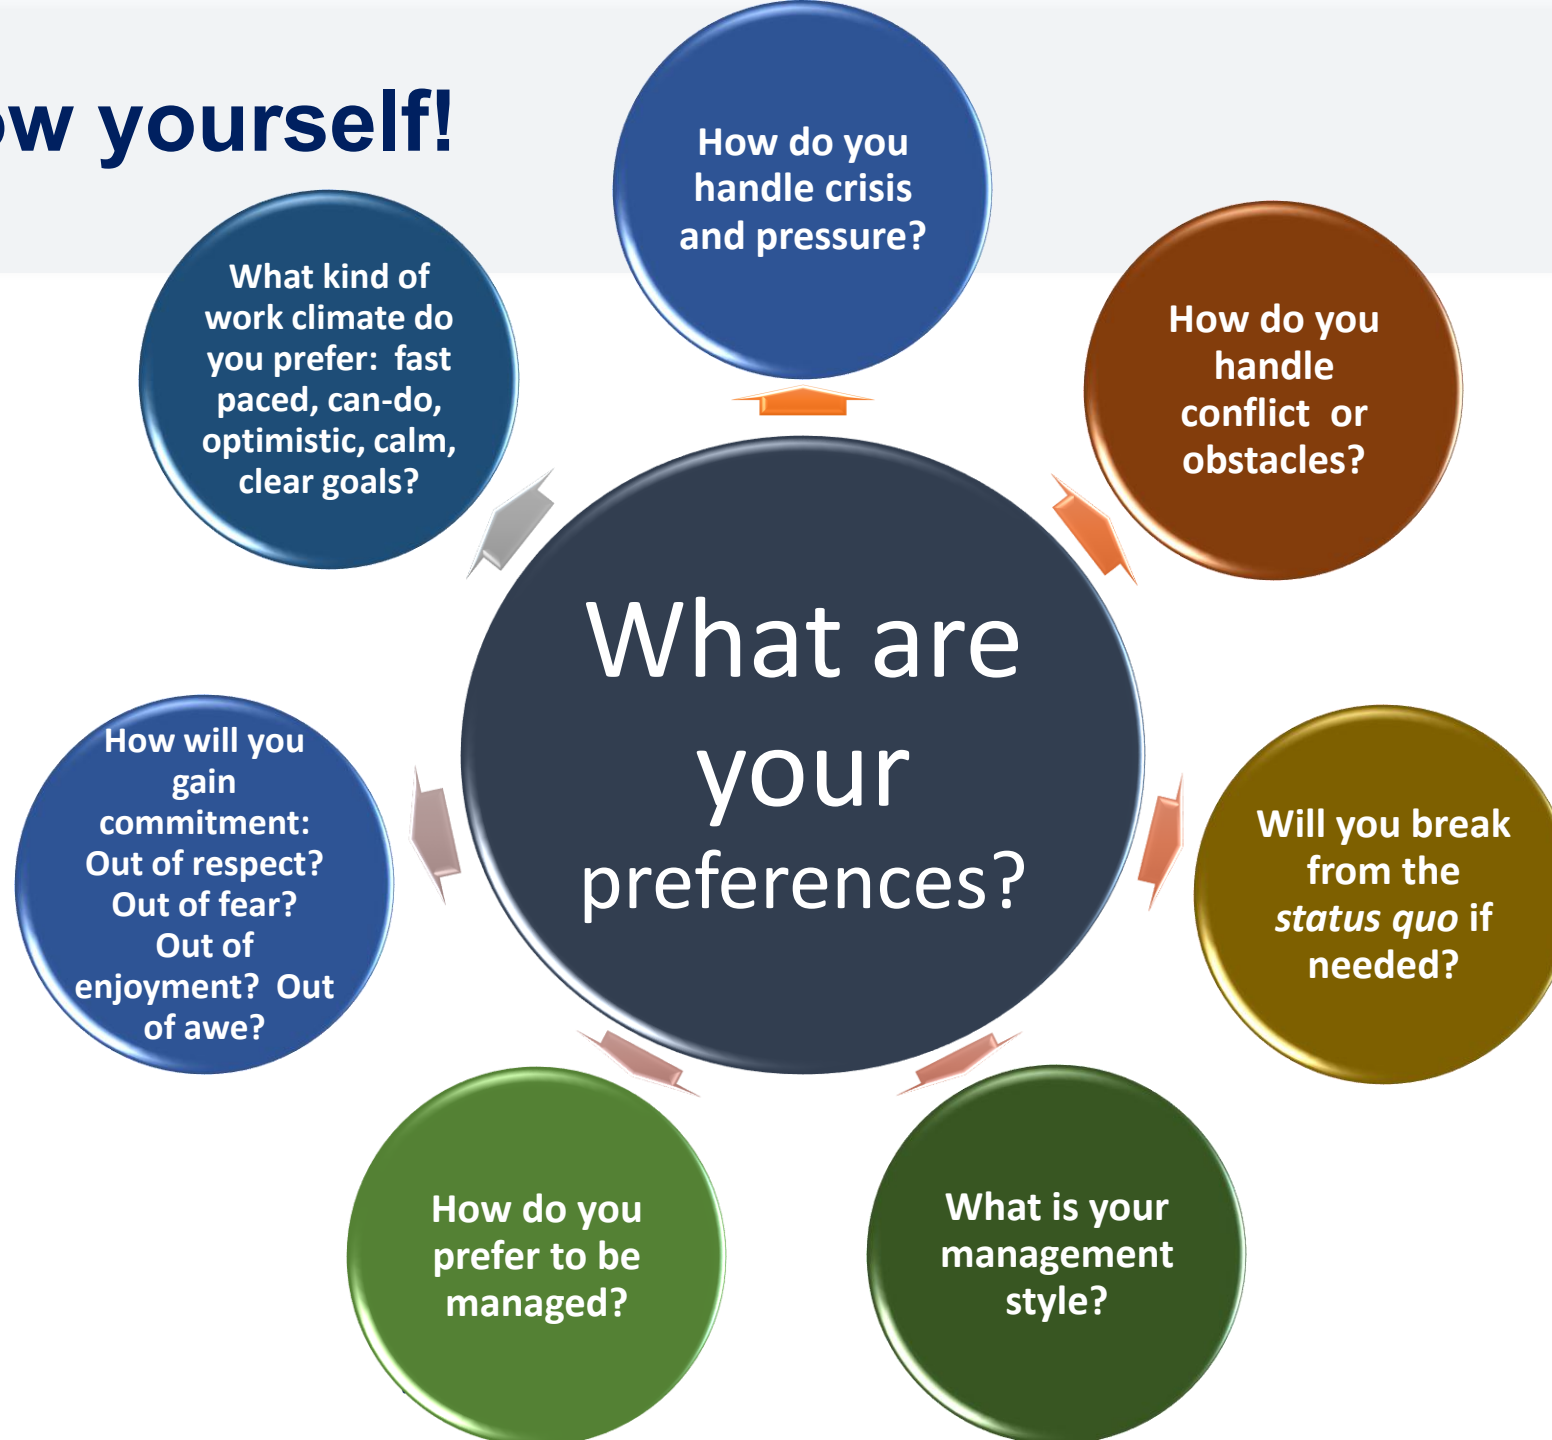 yourself!
How do you
handle crisis
and pressure?
How do you
handle
conflict  or
obstacles?
Will you break
from the
status quo if
needed?
What is your
management
style?
How do you
prefer to be
managed?
How will you
gain
commitment:
Out of respect?
Out of fear?
Out of
enjoyment?  Out
of awe?
What kind of
work climate do
you prefer:  fast
paced, can-do,
optimistic, calm,
clear goals?
What are
your
preferences?